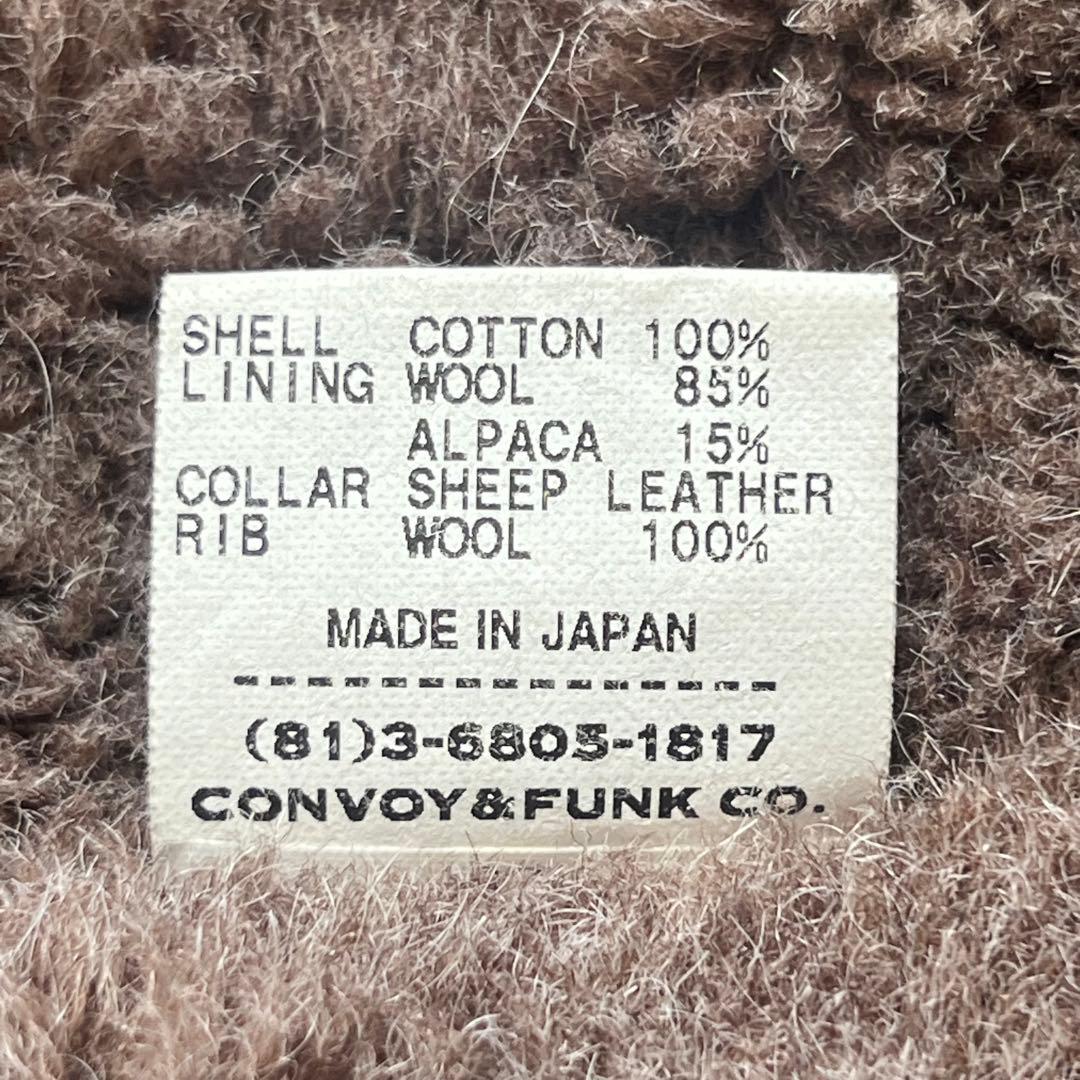 SHELL COTTON 100%
LINING WOOL 85%
ALPACA 15%
COLLAR SHEEP LEATHER
RIB WOOL 100%
MADE IN JAPAN
----------------
(81)3-6805-1817
CONVOY&FUNK CO.